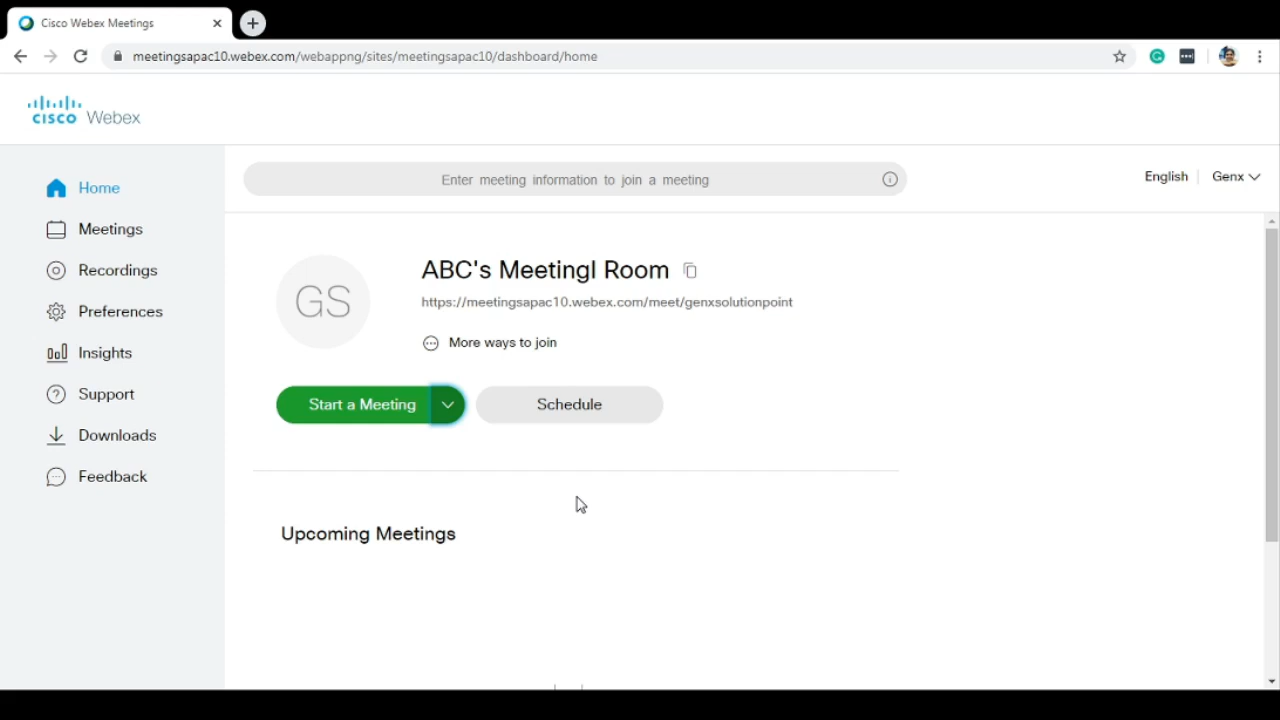 Cisco Webex Meetings
meetingsapac10.webex.com/webappng/sites/meetingsapac10/dashboard/home
CISCO Webex
Home
Meetings
Recordings
Preferences
Insights
Support
Downloads
Feedback
Enter meeting information to join a meeting
English
Genx
GS
ABC's Meetingl Room
https://meetingsapac10.webex.com/meet/genxsolutionpoint
More ways to join
Start a Meeting
Schedule
Upcoming Meetings